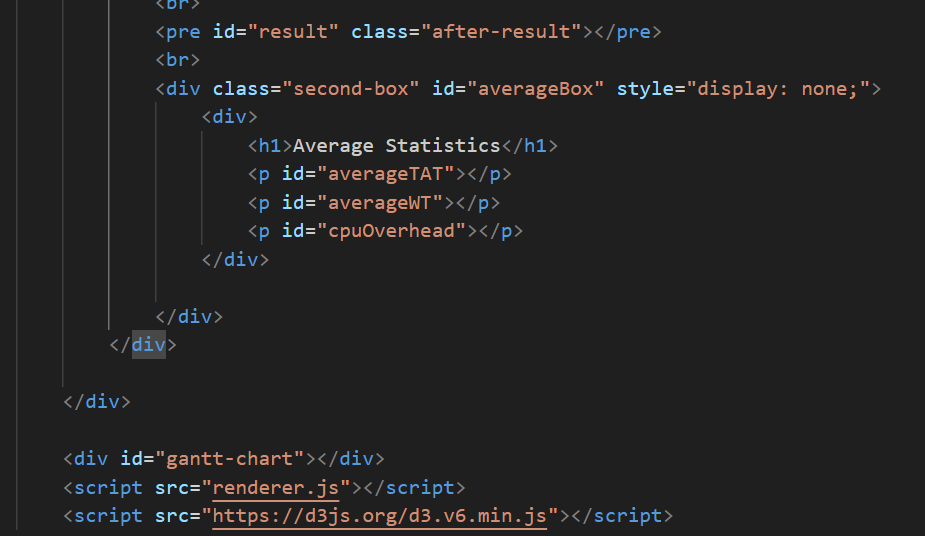 <br>
<pre id="result" class="after-result"></pre>
<br>
<div class="second-box" id="averageBox" style="display: none;">
<div>
<h1>Average Statistics</h1>
<p id="averageTAT"></p>
<p id="averageWT"></p>
<p id="cpuOverhead"></p>
</div>
</div>
</div>
</div>
<div id="gantt-chart"></div>
<script src="renderer.js"></script>
<script src="https://d3js.org/d3.v6.min.js"></script>